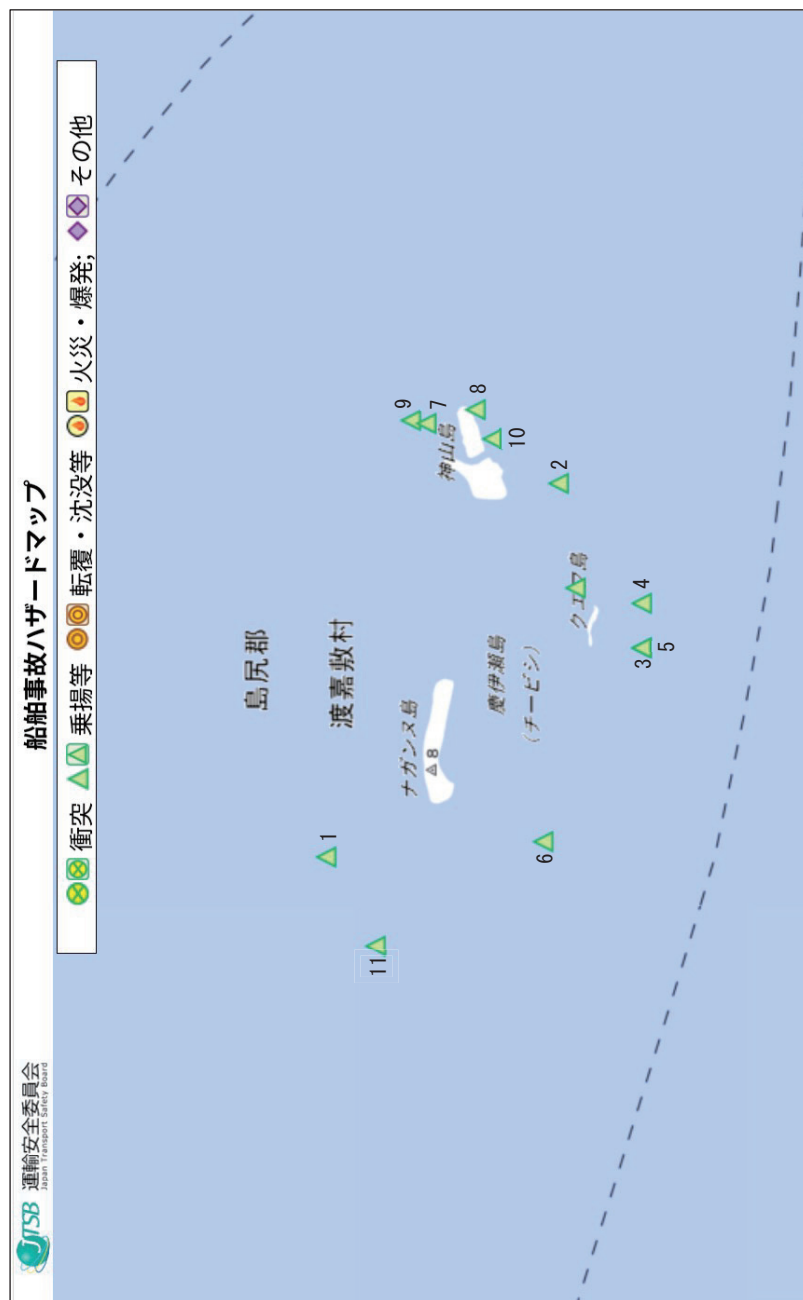 船舶事故ハザードマップ
JTSB 運輸安全委員会
Japan Transport Safety Board
衝突 乗揚等 転覆・沈没等 火災・爆発; その他
島尻郡
渡嘉敷村
1
11
ナガンヌ島
8
9
7
神山島
8
10
慶伊瀬島
(チービシ)
6
2
クエフ島
3
5
4